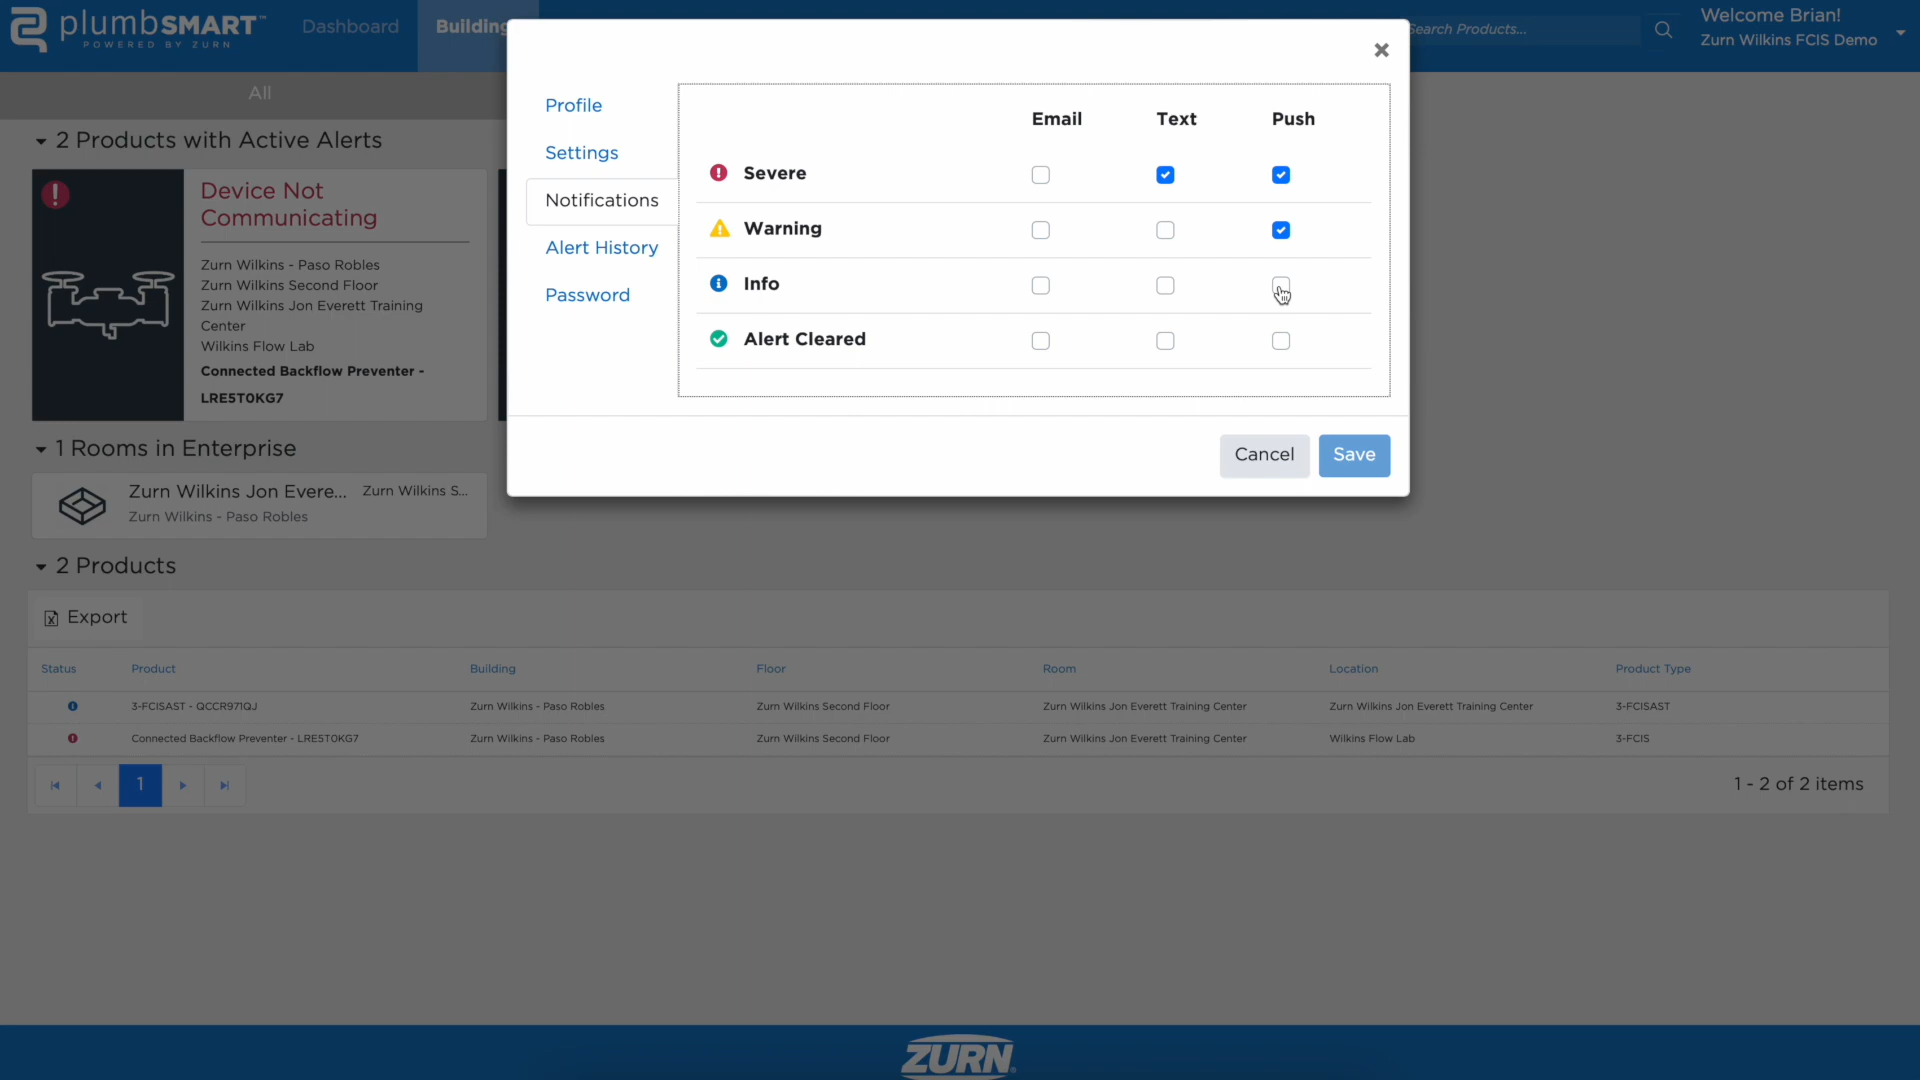 plumbSMART™
POWERED BY ZURN
Dashboard
Building
Search Products...
Welcome Brian!
Zurn Wilkins FCIS Demo
All
2 Products with Active Alerts
Device Not
Communicating
Zurn Wilkins - Paso Robles
Zurn Wilkins Second Floor
Zurn Wilkins Jon Everett Training
Center
Wilkins Flow Lab
Connected Backflow Preventer -
LRE5T0KG7
1 Rooms in Enterprise
Zurn Wilkins Jon Evere... Zurn Wilkins S...
Zurn Wilkins - Paso Robles
2 Products
Export
Status Product Building Floor Room Location Product Type
3-FCISAST - QCCR971QJ Zurn Wilkins - Paso Robles Zurn Wilkins Second Floor Zurn Wilkins Jon Everett Training Center Zurn Wilkins Jon Everett Training Center 3-FCISAST
Connected Backflow Preventer - LRE5T0KG7 Zurn Wilkins - Paso Robles Zurn Wilkins Second Floor Zurn Wilkins Jon Everett Training Center Wilkins Flow Lab 3-FCIS
1
1 - 2 of 2 items
Profile
Settings
Notifications
Alert History
Password
Email Text Push
Severe
Warning
Info
Alert Cleared
Cancel
Save
ZURN®